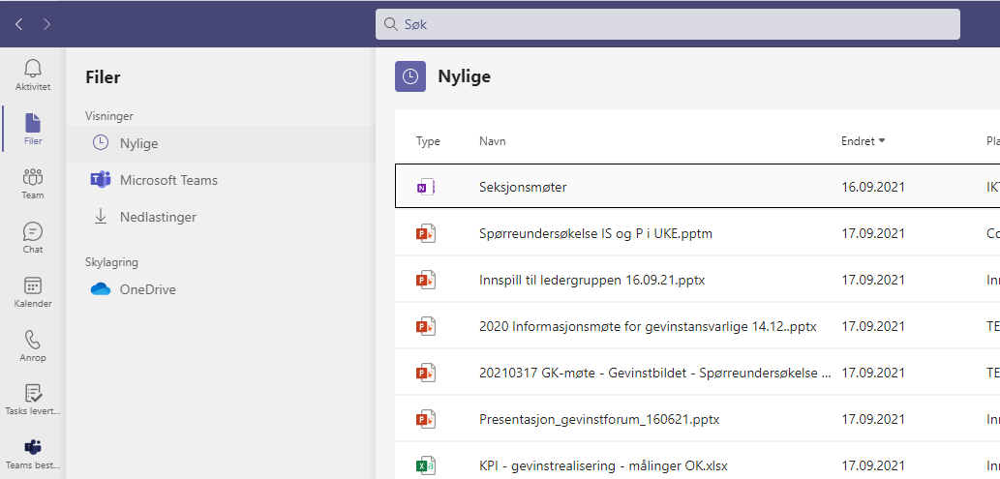 Søk
Aktivitet
Filer
Team
Chat
Kalender
Anrop
Tasks levert...
Teams best...
Filer
Visninger
Nylige
Microsoft Teams
Nedlastinger
Skylagring
OneDrive
Nylige
Type Navn Endret Pla
Seksjonsmøter 16.09.2021 IKT
Spørreundersøkelse IS og P i UKE.pptm 17.09.2021 Co
Innspill til ledergruppen 16.09.21.pptx 17.09.2021 Inn
2020 Informasjonsmøte for gevinstansvarlige 14.12..pptx 17.09.2021 TE
20210317 GK-møte - Gevinstbildet - Spørreundersøkelse ... 17.09.2021 TE
Presentasjon_gevinstforum_160621.pptx 17.09.2021 Inn
KPI - gevinstrealisering - målinger OK.xlsx 17.09.2021 Inn